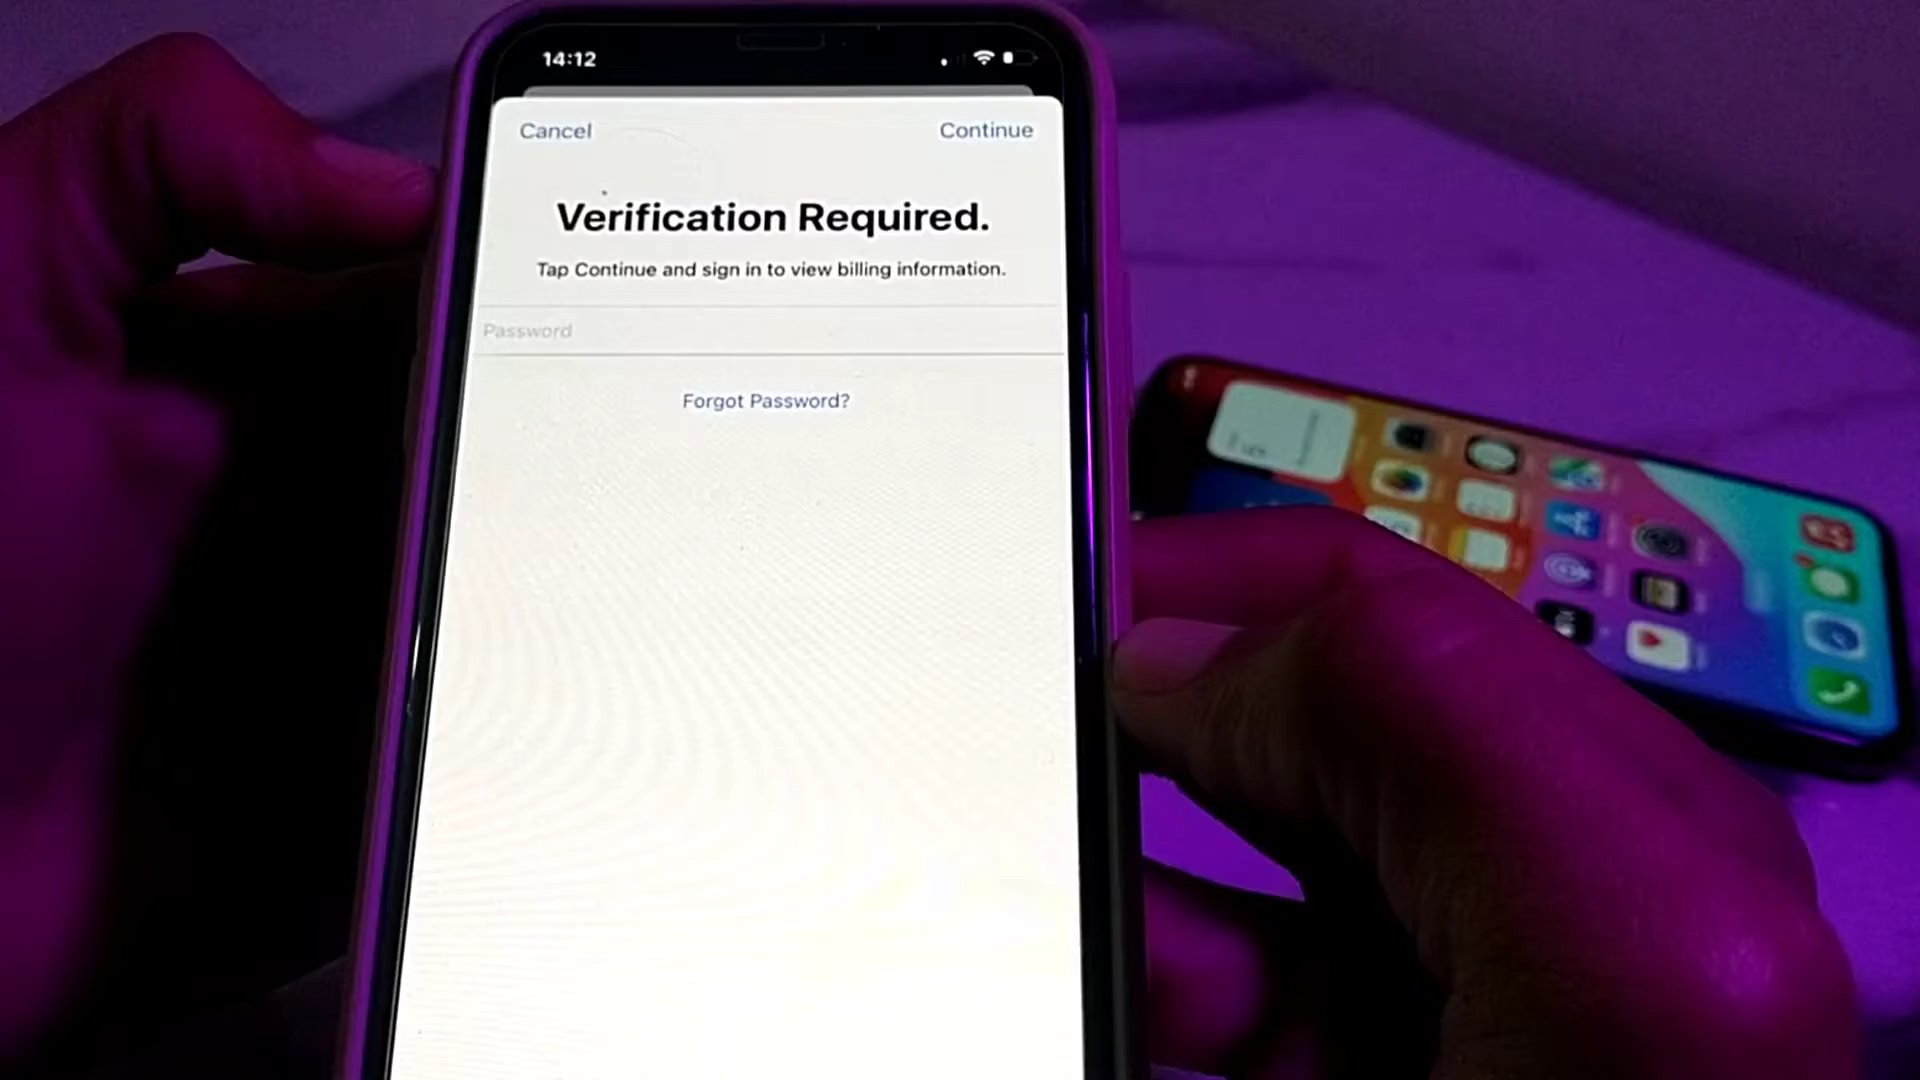 14:12
Cancel
Continue
Verification Required.
Tap Continue and sign in to view billing information.
Password
Forgot Password?